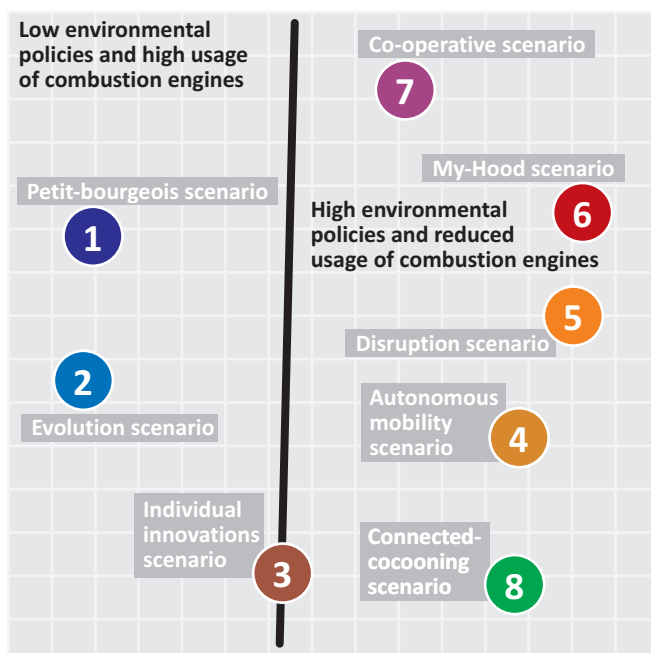 Low environmental
policies and high usage
of combustion engines
Co-operative scenario
7
My-Hood scenario
6
Petit-bourgeois scenario
1
High environmental
policies and reduced
usage of combustion engines
5
Disruption scenario
2
Evolution scenario
Autonomous
mobility
scenario
4
Individual
innovations
scenario
3
Connected-
cocooning
scenario
8